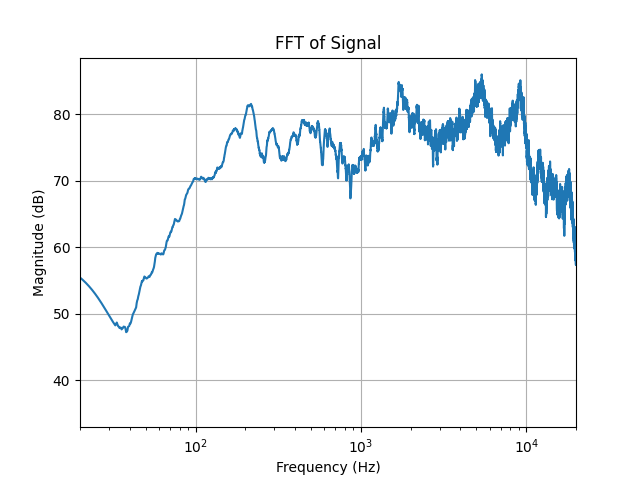 FFT of Signal
Magnitude (dB)
80
70
60
50
40
10²
10³
10⁴
Frequency (Hz)